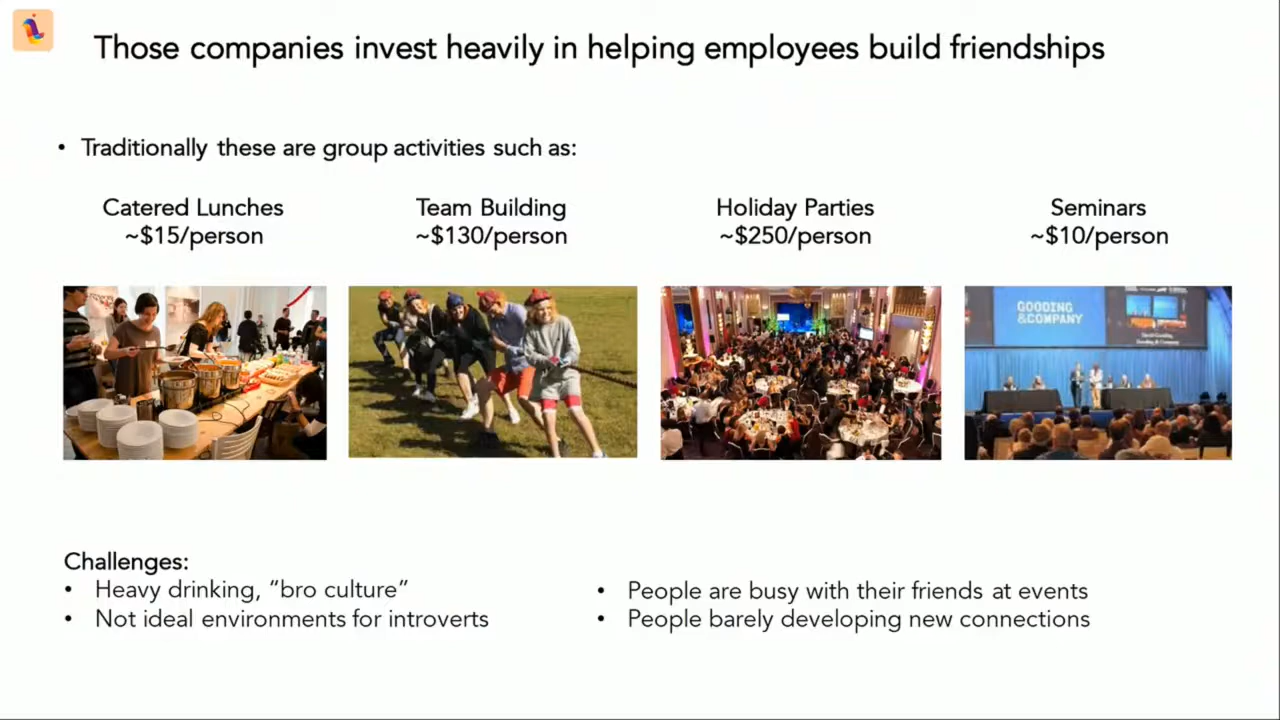 Those companies invest heavily in helping employees build friendships
• Traditionally these are group activities such as:
Catered Lunches
~$15/person
Team Building
~$130/person
Holiday Parties
~$250/person
Seminars
~$10/person
GOODING
&COMPANY
Challenges:
• Heavy drinking, “bro culture”
• Not ideal environments for introverts
• People are busy with their friends at events
• People barely developing new connections